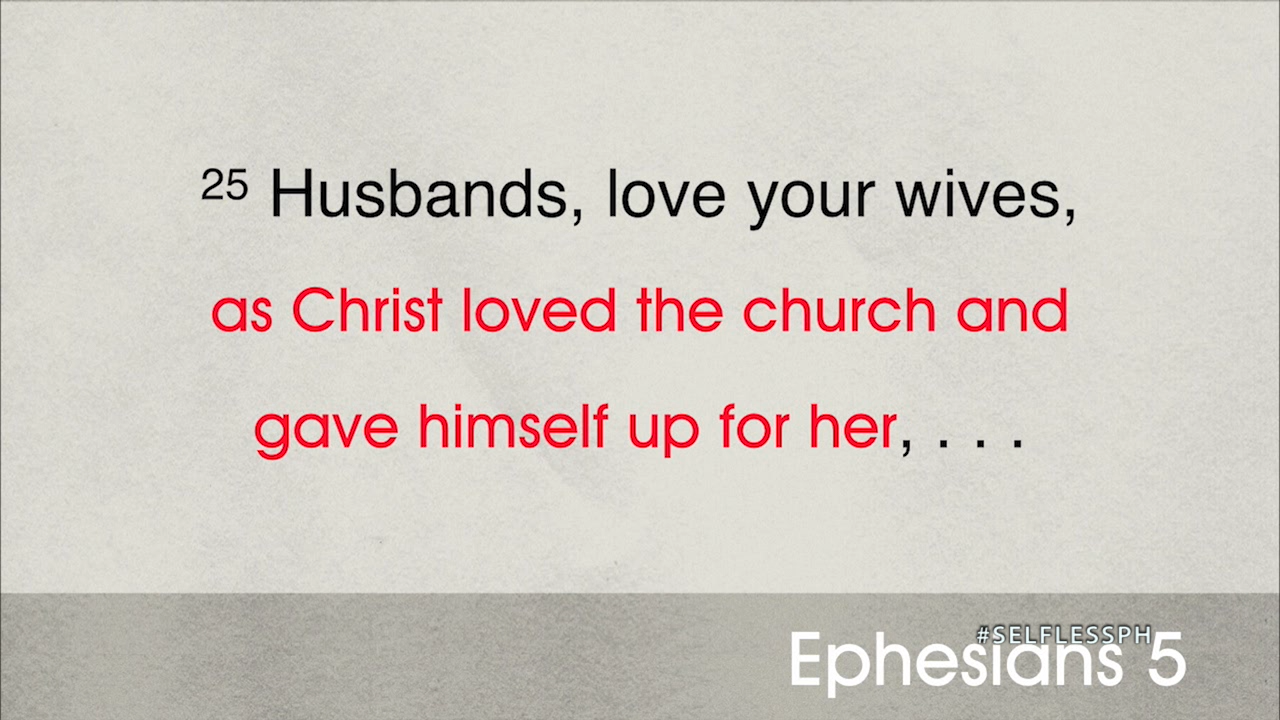 25 Husbands, love your wives,
as Christ loved the church and
gave himself up for her, . . .
#SELFLESSPH
Ephesians 5